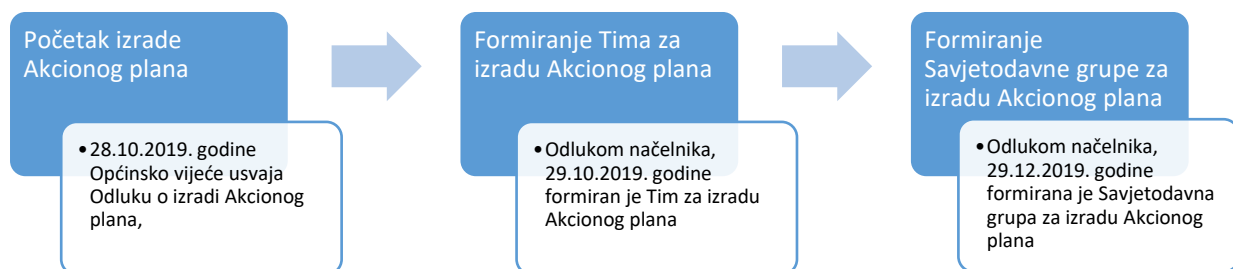 Početak izrade
Akcionog plana
•28.10.2019. godine
Općinsko vijeće usvaja
Odluku o izradi Akcionog
plana,
Formiranje Tima za
izradu Akcionog plana
•Odlukom načelnika,
29.10.2019. godine
formiran je Tim za izradu
Akcionog plana
Formiranje
Savjetodavne grupe za
izradu Akcionog plana
•Odlukom načelnika,
29.12.2019. godine
formirana je Savjetodavna
grupa za izradu Akcionog
plana